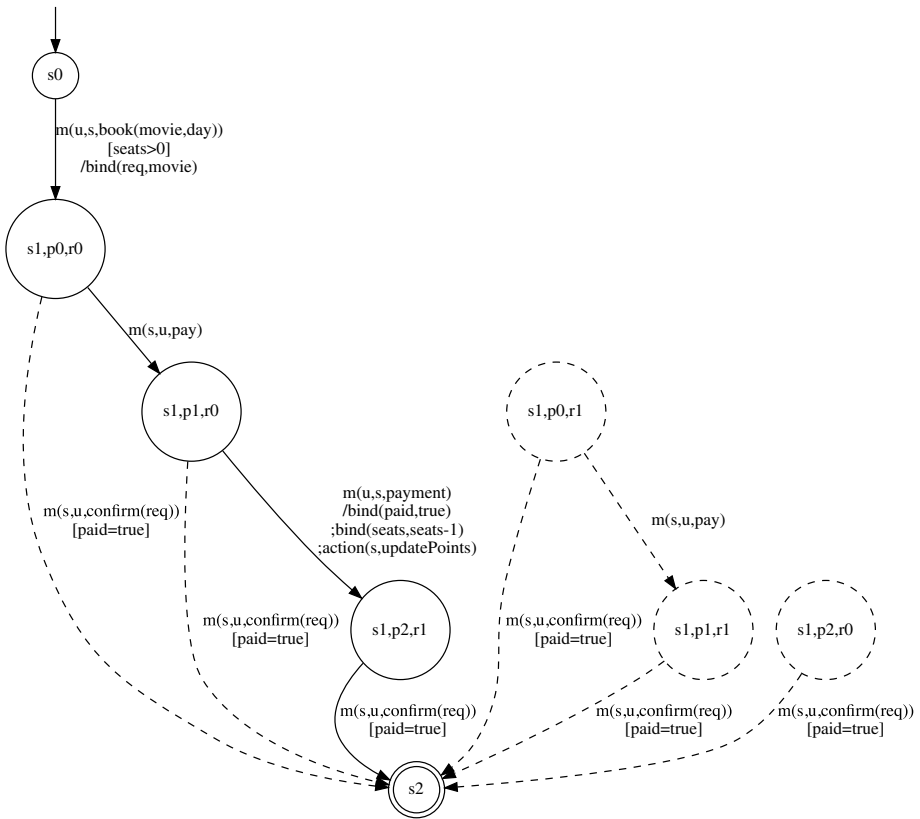 s0
m(u,s,book(movie,day))
[seats>0]
/bind(req,movie)
s1,p0,r0
m(s,u,pay)
s1,p1,r0
s1,p0,r1
m(s,u,confirm(req))
[paid=true]
m(u,s,payment)
/bind(paid,true)
;bind(seats,seats-1)
;action(s,updatePoints)
m(s,u,pay)
m(s,u,confirm(req))
[paid=true]
s1,p2,r1
m(s,u,confirm(req))
[paid=true]
s1,p1,r1
s1,p2,r0
m(s,u,confirm(req))
[paid=true]
m(s,u,confirm(req))
[paid=true]
m(s,u,confirm(req))
[paid=true]
s2